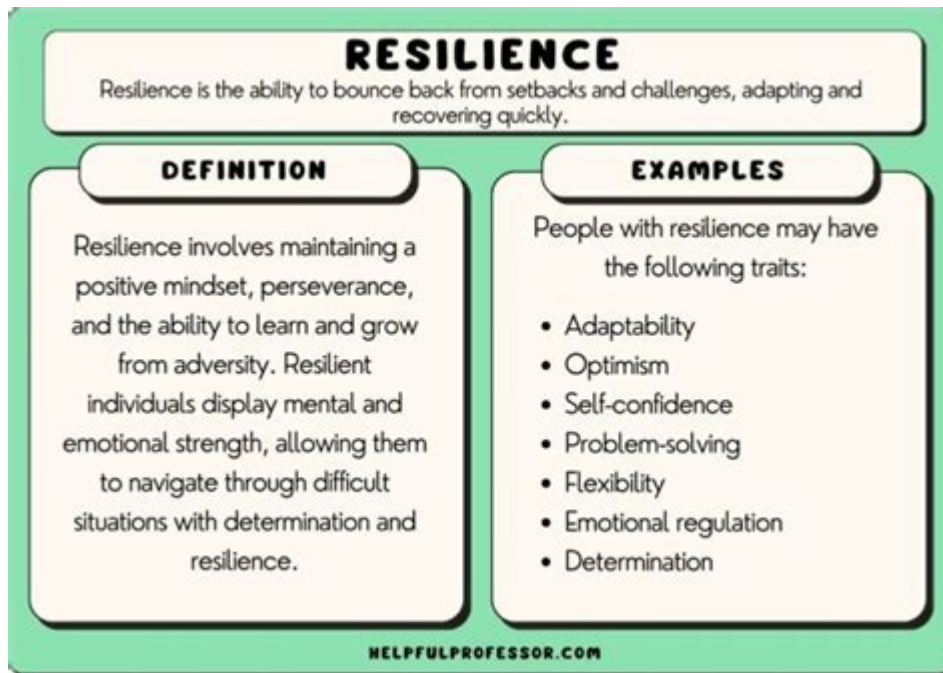 RESILIENCE
Resilience is the ability to bounce back from setbacks and challenges, adapting and
recovering quickly.
DEFINITION
Resilience involves maintaining a
positive mindset, perseverance,
and the ability to learn and grow
from adversity. Resilient
individuals display mental and
emotional strength, allowing them
to navigate through difficult
situations with determination and
resilience.
EXAMPLES
People with resilience may have
the following traits:
• Adaptability
• Optimism
• Self-confidence
• Problem-solving
• Flexibility
• Emotional regulation
• Determination
HELPFULPROFESSOR.COM